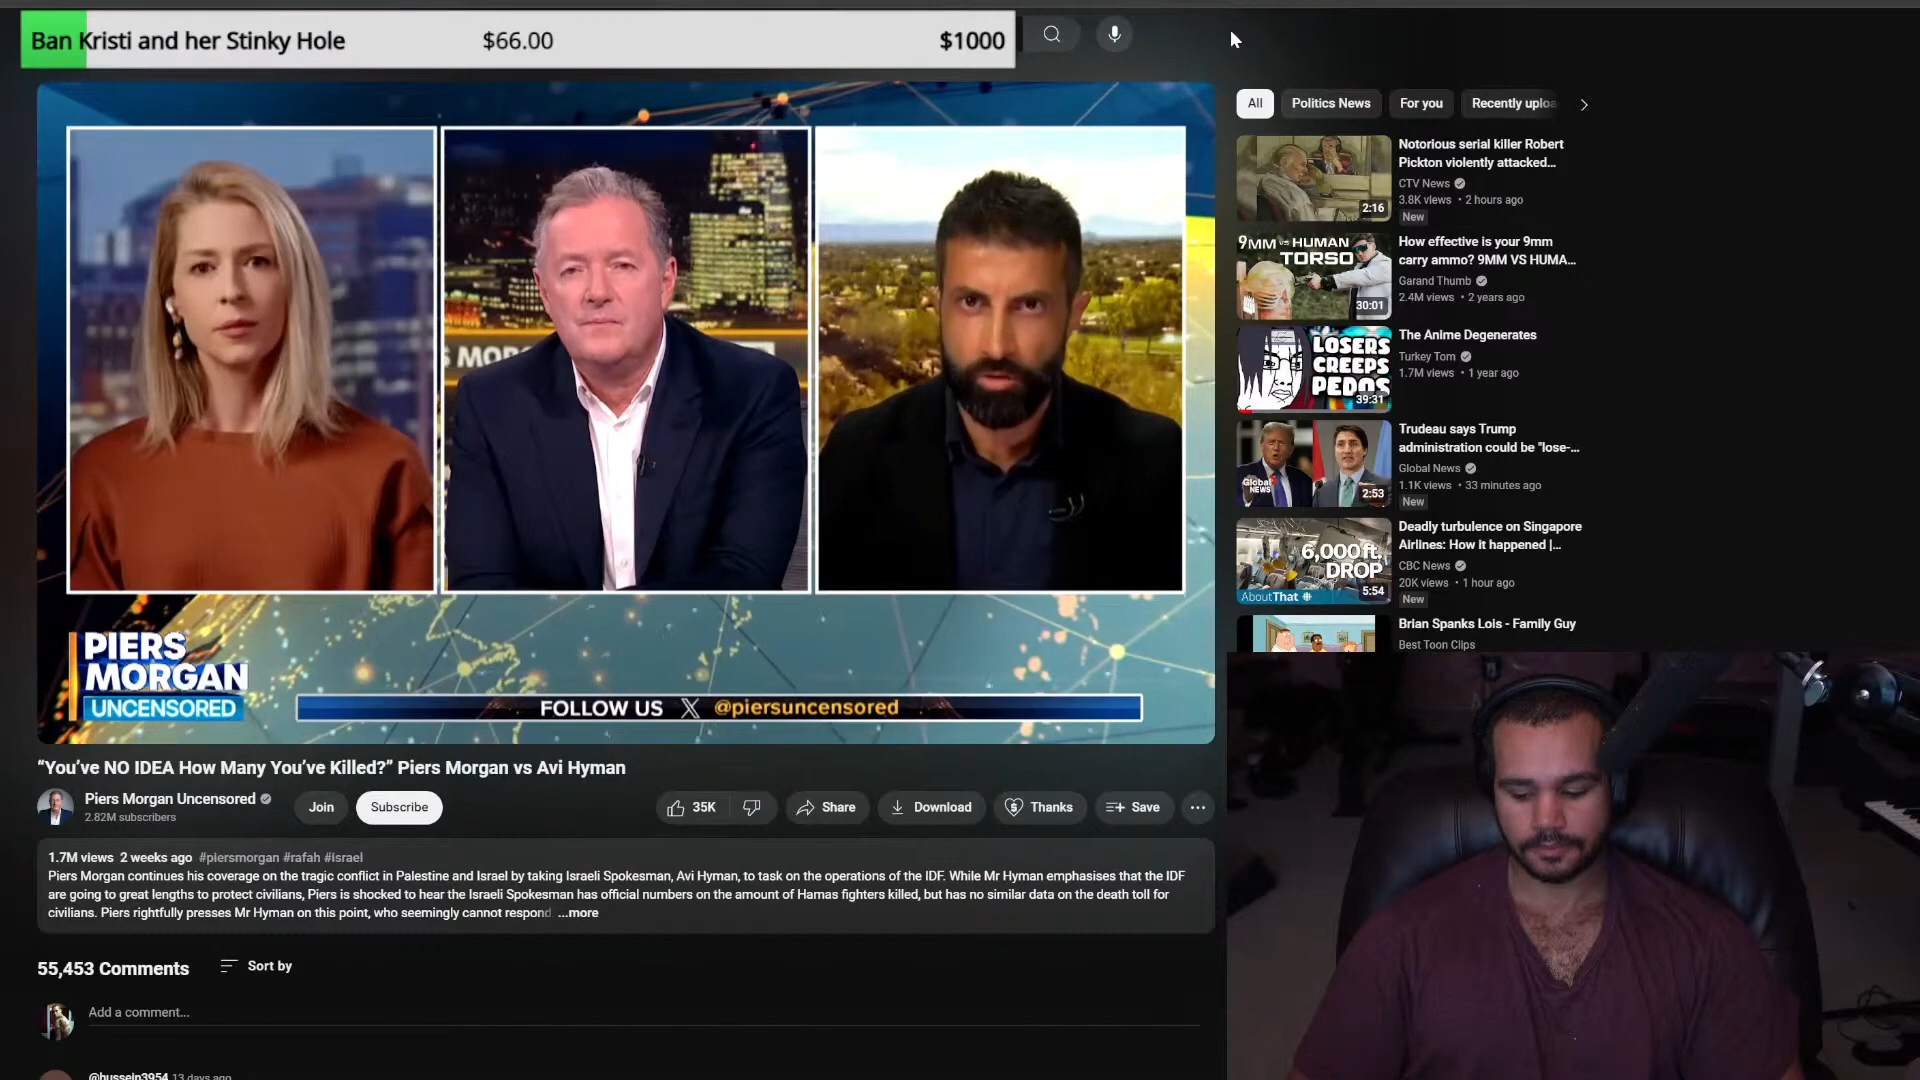 Ban Kristi and her Stinky Hole $66.00 $1000
All Politics News For you Recently uploa
S MOR
PIERS
MORGAN
UNCENSORED
FOLLOW US X @piersuncensored
Notorious serial killer Robert
Pickton violently attacked...
CTV News
3.8K views • 2 hours ago
New
2:16
9MM VS HUMAN
TORSO
30:01
How effective is your 9mm
carry ammo? 9MM VS HUMA...
Garand Thumb
2.4M views • 2 years ago
LOSERS
CREEPS
PEDOS
39:31
The Anime Degenerates
Turkey Tom
1.7M views • 1 year ago
Global
NEWS
2:53
Trudeau says Trump
administration could be "lose-...
Global News
1.1K views • 33 minutes ago
New
6,000 ft.
DROP
AboutThat
5:54
Deadly turbulence on Singapore
Airlines: How it happened |...
CBC News
20K views • 1 hour ago
New
Brian Spanks Lois - Family Guy
Best Toon Clips
“You’ve NO IDEA How Many You’ve Killed?” Piers Morgan vs Avi Hyman
Piers Morgan Uncensored
2.82M subscribers
Join Subscribe 35K Share Download Thanks Save
1.7M views 2 weeks ago #piersmorgan #rafah #israel
Piers Morgan continues his coverage on the tragic conflict in Palestine and Israel by taking Israeli Spokesman, Avi Hyman, to task on the operations of the IDF. While Mr Hyman emphasises that the IDF
are going to great lengths to protect civilians, Piers is shocked to hear the Israeli Spokesman has official numbers on the amount of Hamas fighters killed, but has no similar data on the death toll for
civilians. Piers rightfully presses Mr Hyman on this point, who seemingly cannot respond. ...more
55,453 Comments Sort by
Add a comment...
@hussein3954 13 days ago